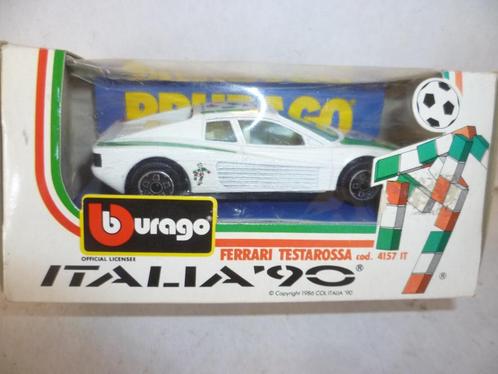 BBURAGO
burago
OFFICIAL LICENSEE
FERRARI TESTAROSSA cod. 4157 IT
ITALIA'90®
© Copyright 1986 COL ITALIA '90